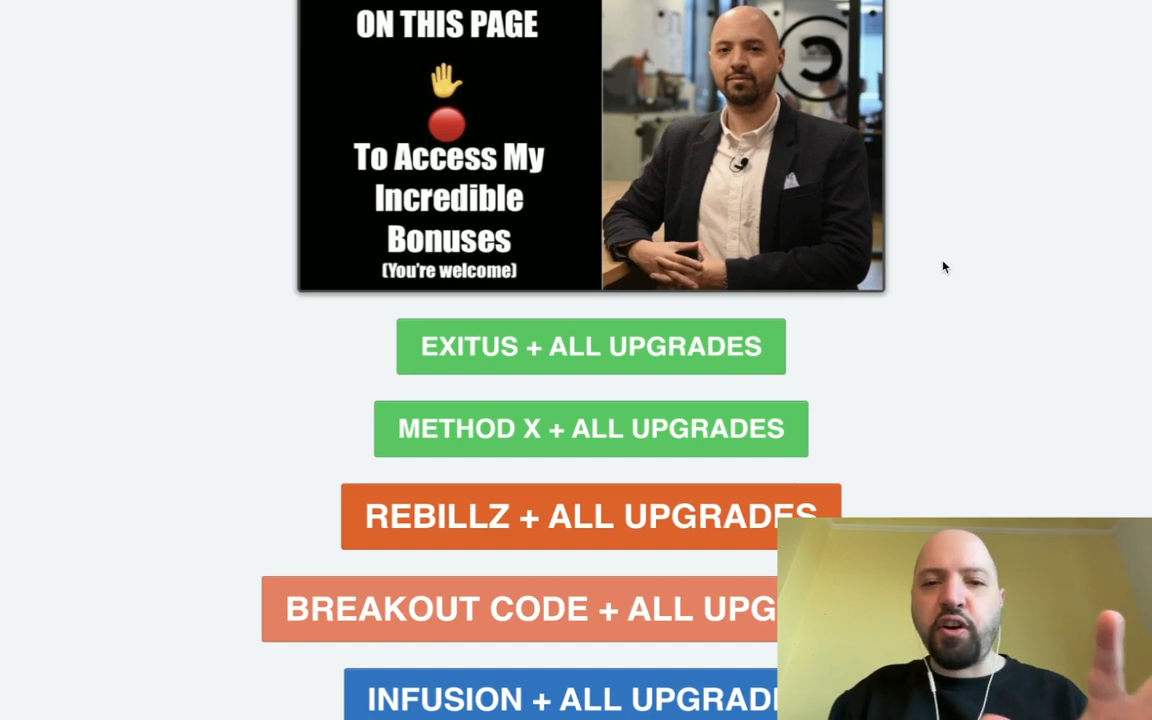 ON THIS PAGE
To Access My
Incredible
Bonuses
(You're welcome)
EXITUS + ALL UPGRADES
METHOD X + ALL UPGRADES
REBILLZ + ALL UPGRADES
BREAKOUT CODE + ALL UPG
INFUSION + ALL UPGRAD